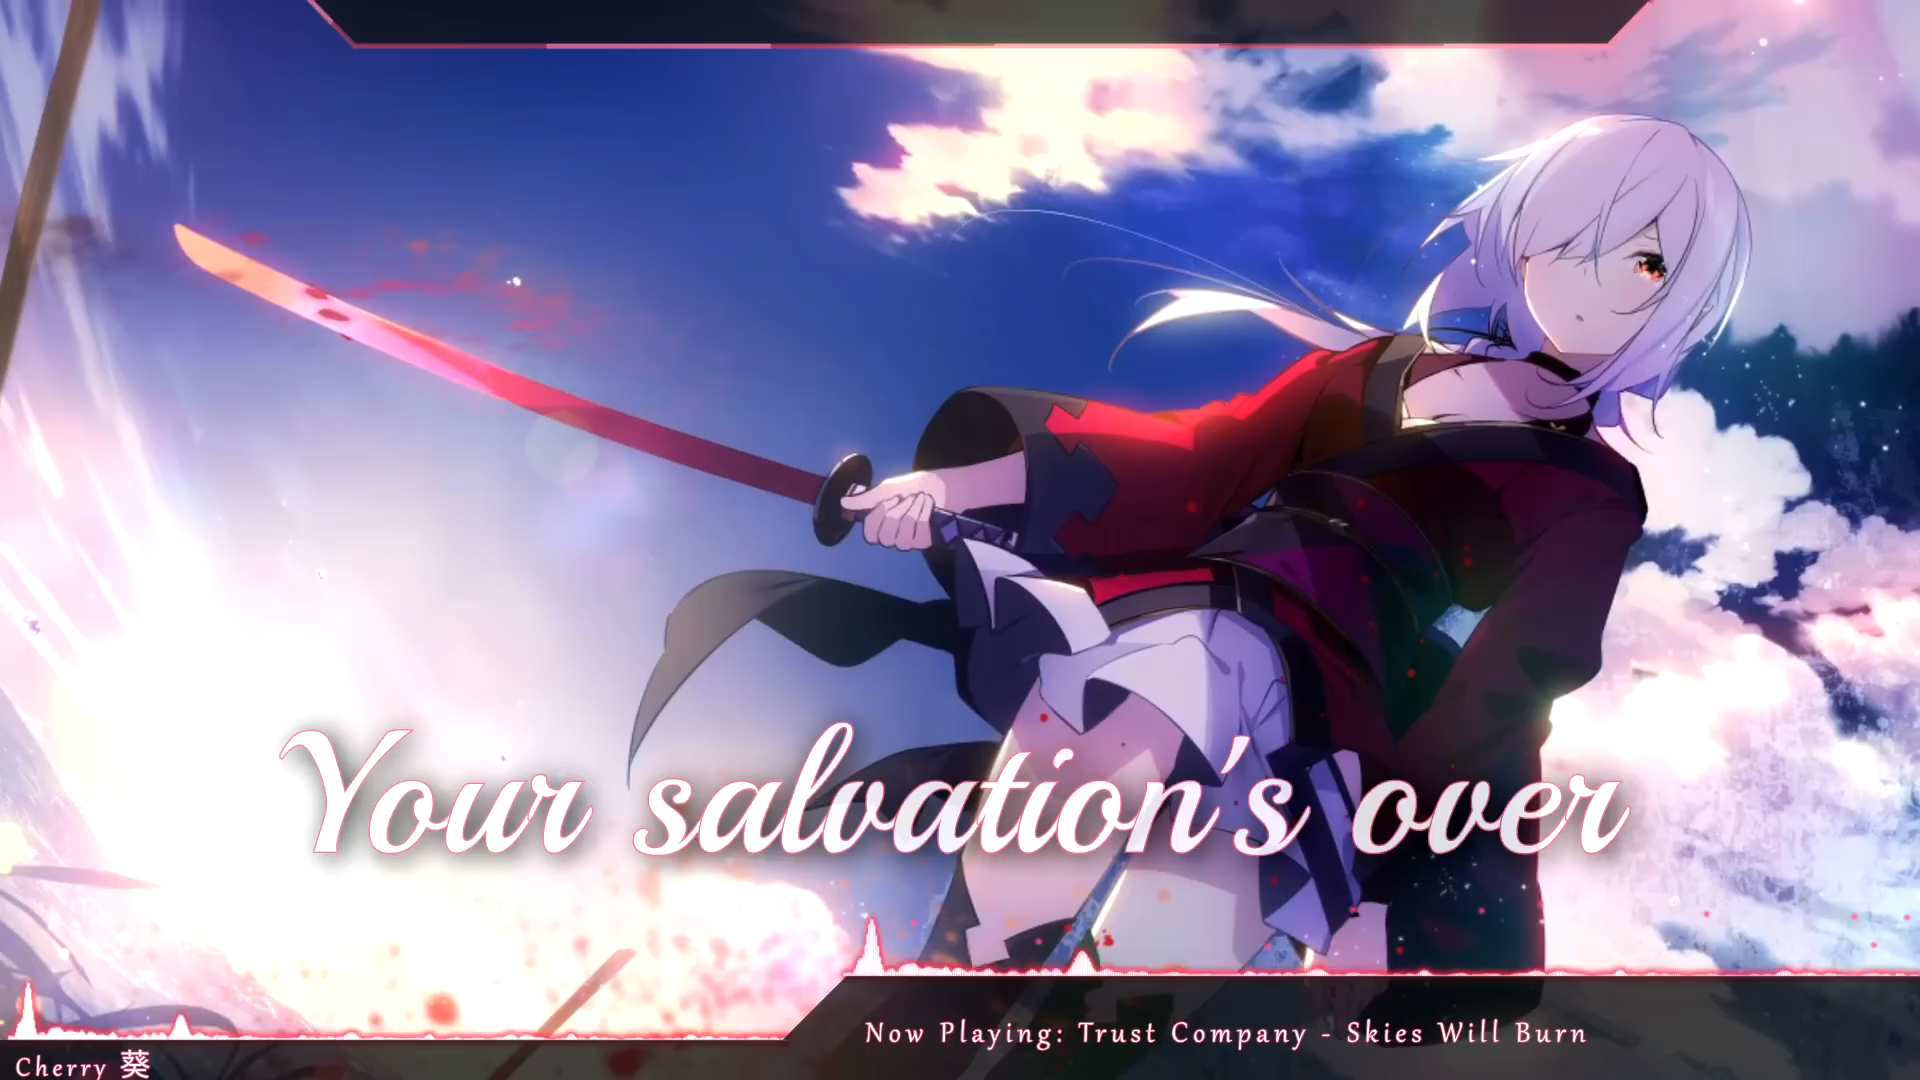 Your salvation's over
Now Playing: Trust Company - Skies Will Burn
Cherry 葵